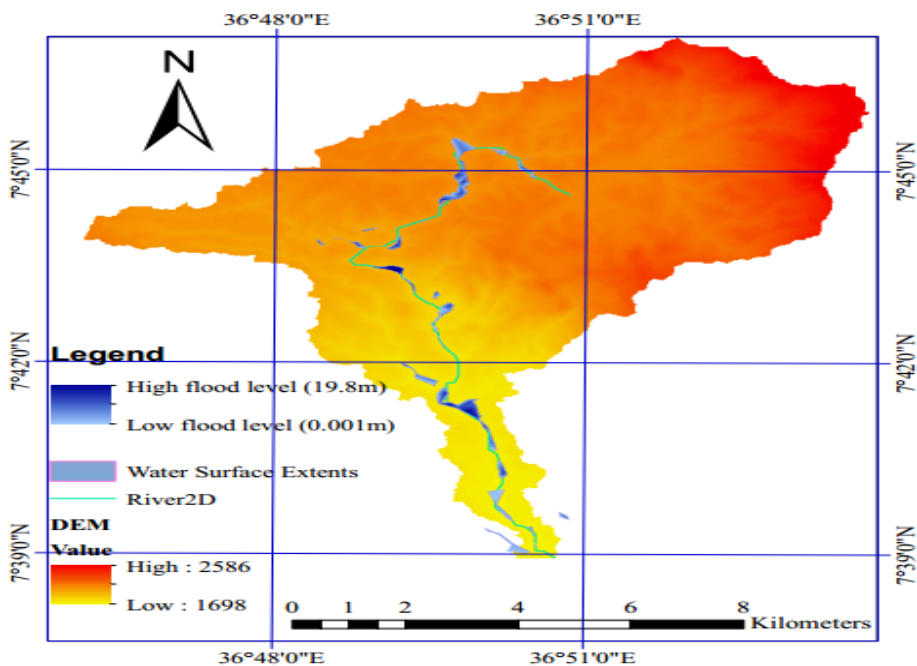 36°48'0"E 36°51'0"E
N
7°45'0"N 7°45'0"N
Legend
7°42'0"N 7°42'0"N
High flood level (19.8m)
Low flood level (0.001m)
Water Surface Extents
River2D
DEM
Value
7°39'0"N 7°39'0"N
High : 2586
Low : 1698
0 1 2 4 6 8
Kilometers
36°48'0"E 36°51'0"E